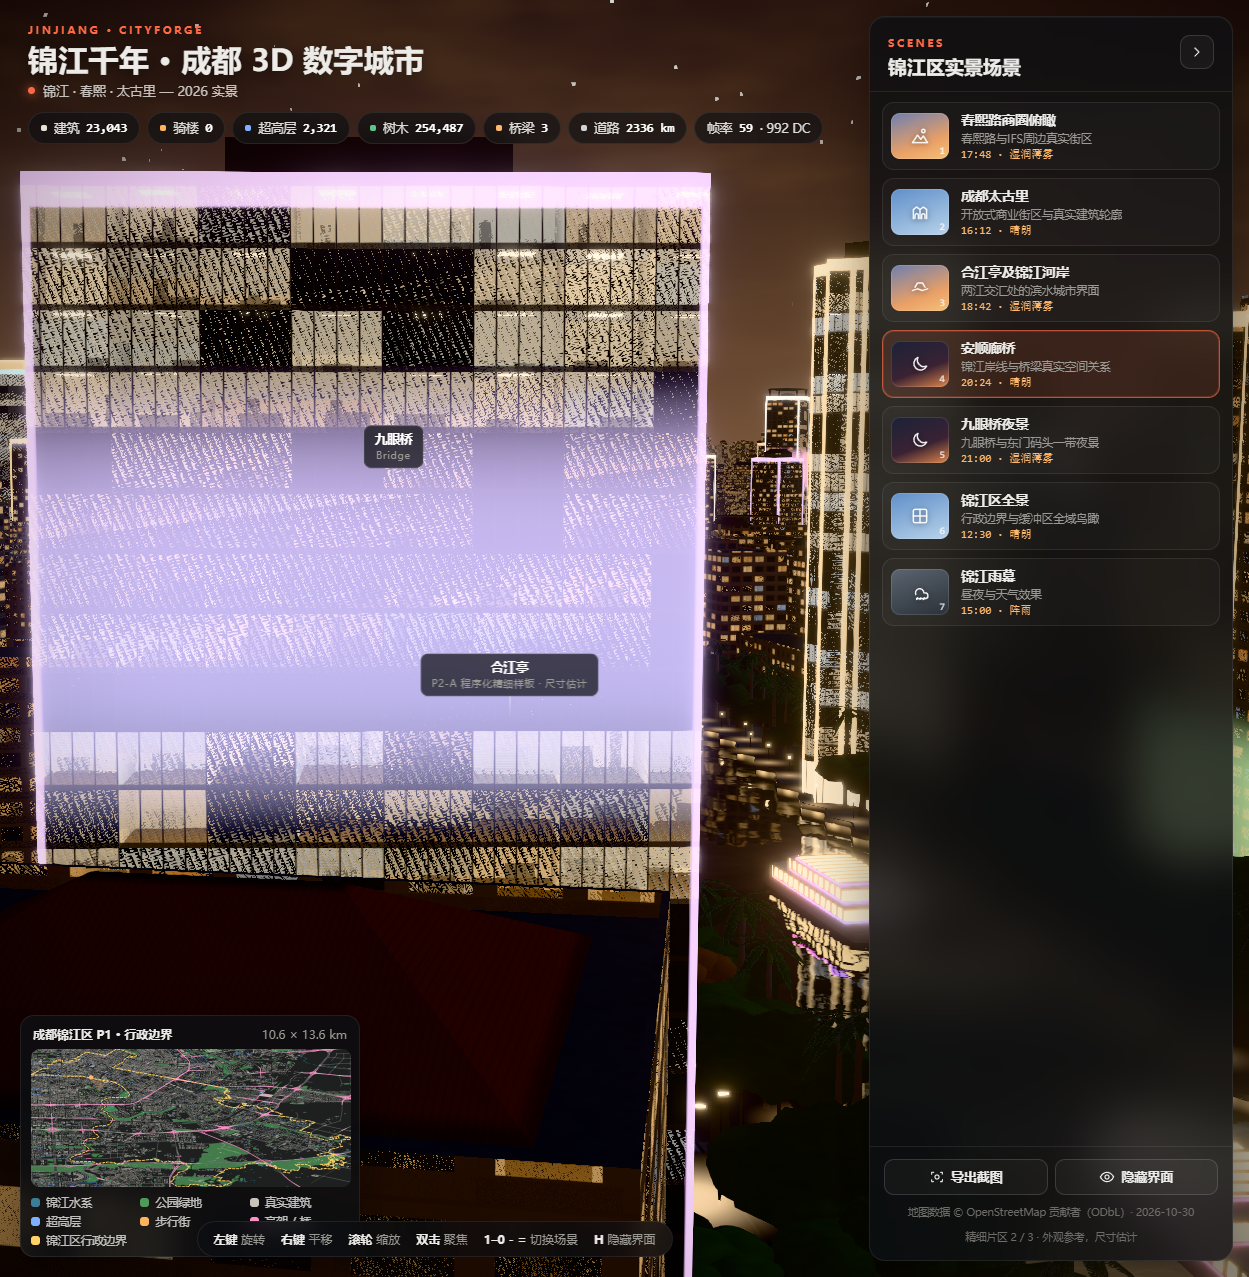 JINJIANG • CITYFORGE
锦江千年 • 成都 3D 数字城市
锦江 · 春熙 · 太古里 — 2026 实景
建筑 23,043
骑楼 0
超高层 2,321
树木 254,487
桥梁 3
道路 2336 km
帧率 59 · 992 DC
九眼桥
Bridge
合江亭
P2-A 程序化精细样板 · 尺寸估计
SCENES
锦江区实景场景
春熙路商圈俯瞰
春熙路与IFS周边真实街区
17:48 · 湿润薄雾
1
成都太古里
开放式商业街区与真实建筑轮廓
16:12 · 晴朗
2
合江亭及锦江河岸
两江交汇处的滨水城市界面
18:42 · 湿润薄雾
3
安顺廊桥
锦江岸线与桥梁真实空间关系
20:24 · 晴朗
4
九眼桥夜景
九眼桥与东门码头一带夜景
21:00 · 湿润薄雾
5
锦江区全景
行政边界与缓冲区全域鸟瞰
12:30 · 晴朗
6
锦江雨幕
昼夜与天气效果
15:00 · 阵雨
7
导出截图
隐藏界面
地图数据 © OpenStreetMap 贡献者（ODbL）· 2026-10-30
精细片区 2 / 3 · 外观参考，尺寸估计
成都锦江区 P1 • 行政边界
10.6 × 13.6 km
锦江水系
公园绿地
真实建筑
超高层
步行街
锦江区行政边界
左键 旋转
右键 平移
滚轮 缩放
双击 聚焦
1–0 - = 切换场景
H 隐藏界面